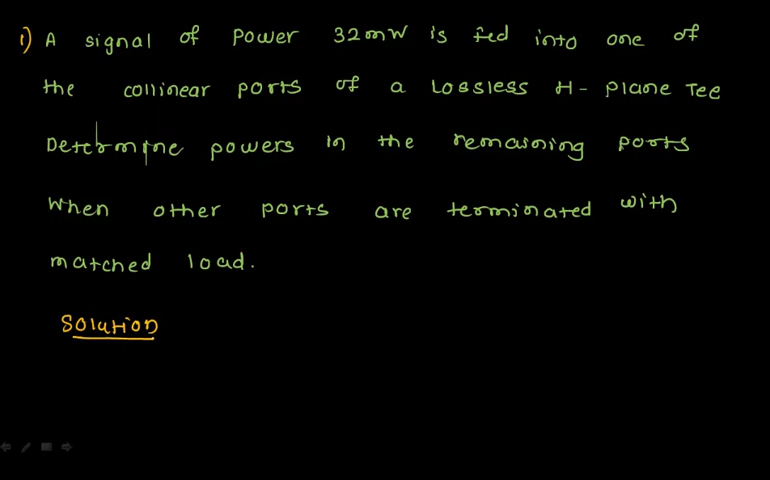 1) A signal of power 32mW is fed into one of
the collinear ports of a Lossless H-plane Tee
Determine powers in the remaining ports
When other ports are terminated with
matched load.
Solution